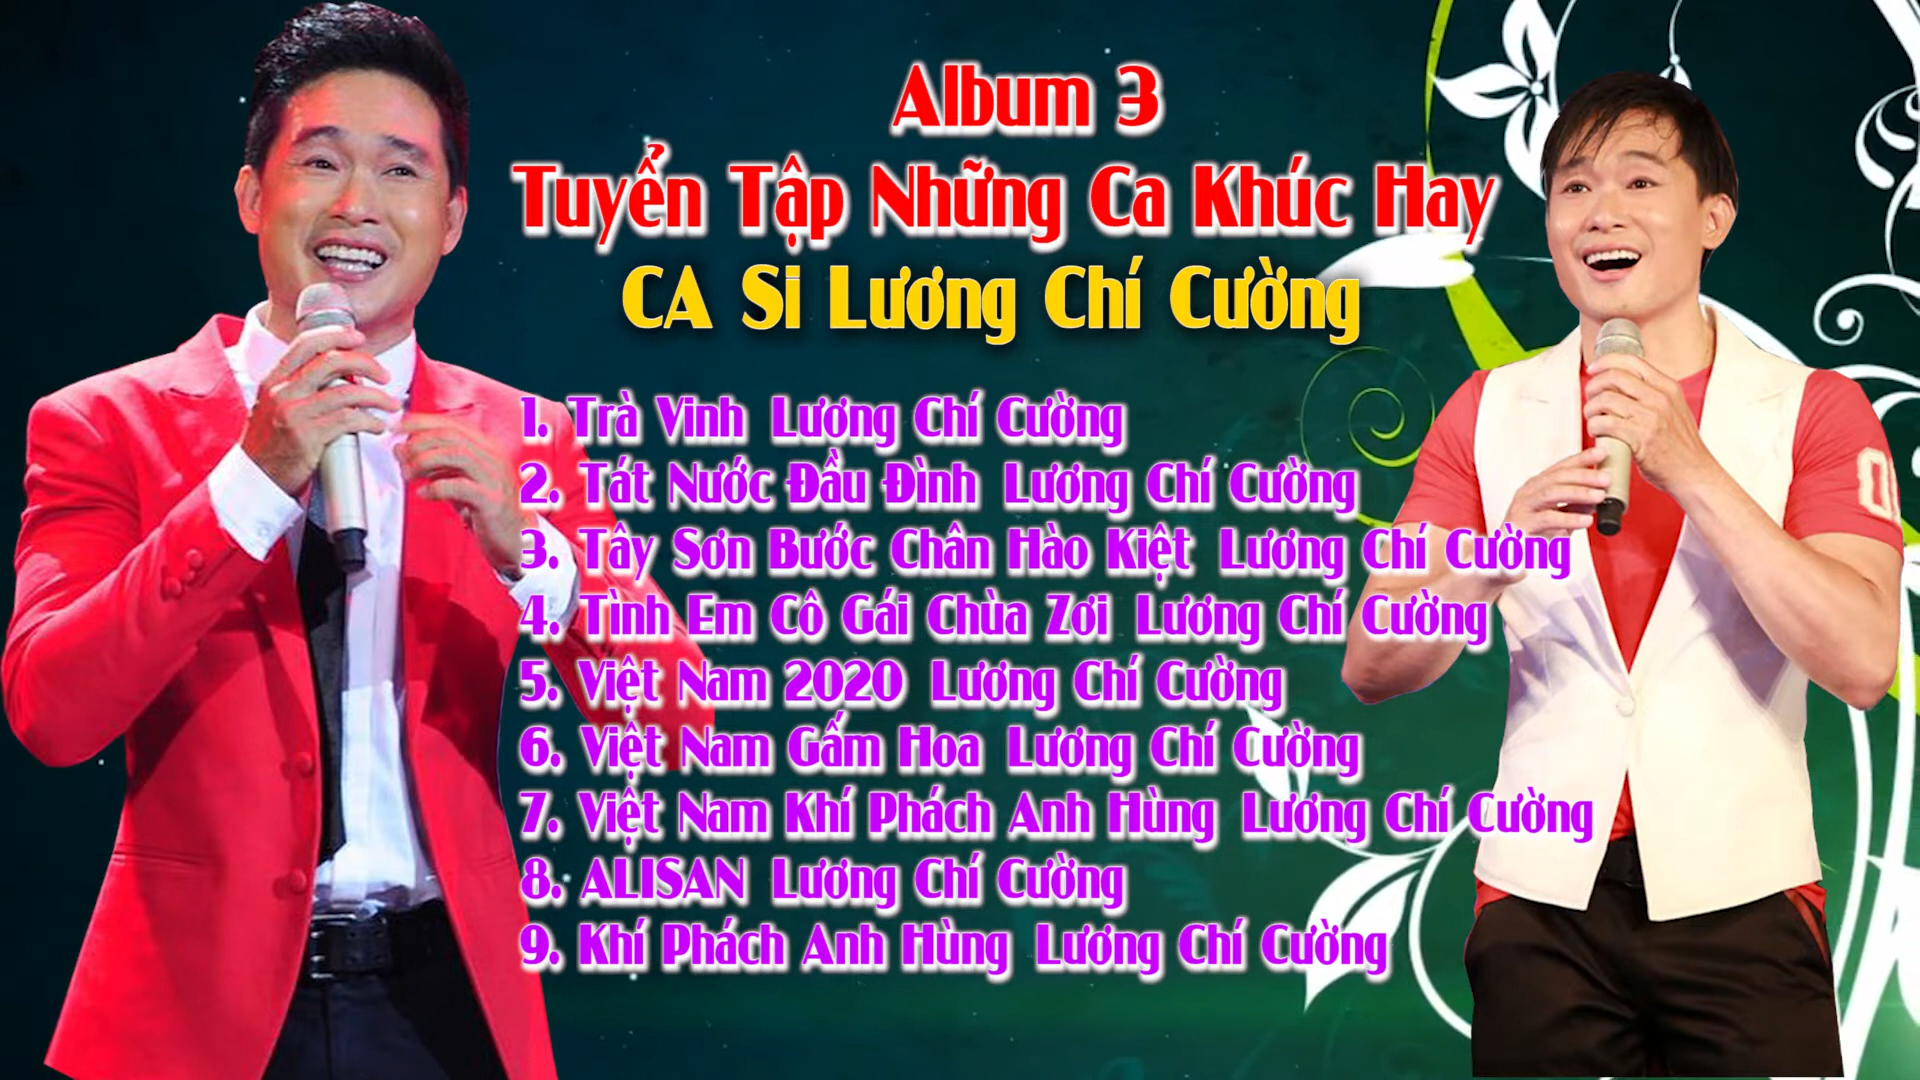 Album 3
Tuyển Tập Những Ca Khúc Hay
CA Si Lương Chí Cường
1. Trà Vinh Lương Chí Cường
2. Tát Nước Đầu Đình Lương Chí Cường
3. Tây Sơn Bước Chân Hào Kiệt Lương Chí Cường
4. Tình Em Cô Gái Chùa Zơi Lương Chí Cường
5. Việt Nam 2020 Lương Chí Cường
6. Việt Nam Gấm Hoa Lương Chí Cường
7. Việt Nam Khí Phách Anh Hùng Lương Chí Cường
8. ALISAN Lương Chí Cường
9. Khí Phách Anh Hùng Lương Chí Cường